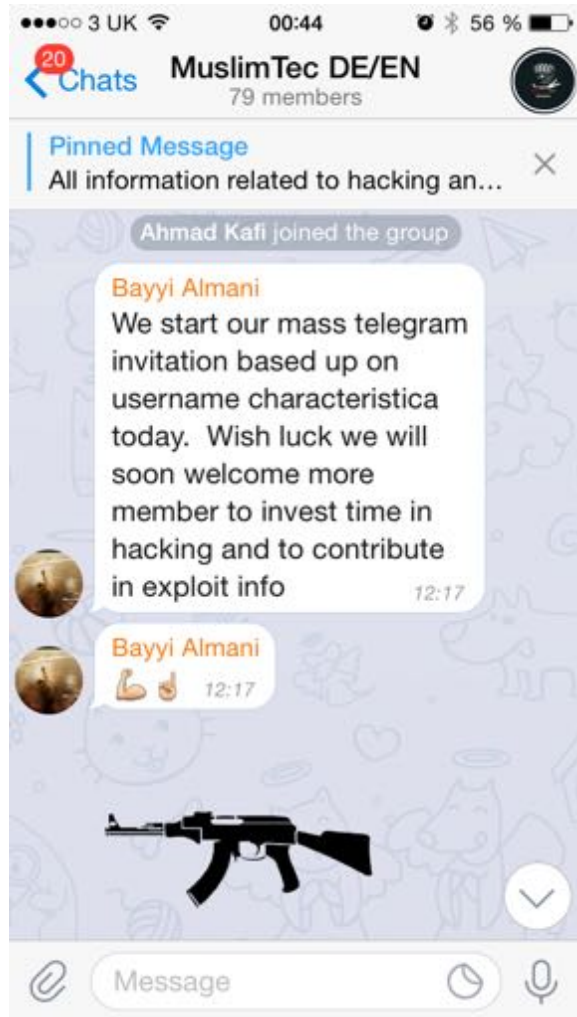 3 UK 00:44 56 %
20
Chats MuslimTec DE/EN
79 members
Pinned Message
All information related to hacking an...
Ahmad Kafi joined the group
Bayyi Almani
We start our mass telegram
invitation based up on
username characteristica
today. Wish luck we will
soon welcome more
member to invest time in
hacking and to contribute
in exploit info 12:17
Bayyi Almani
💪☝ 12:17
Message